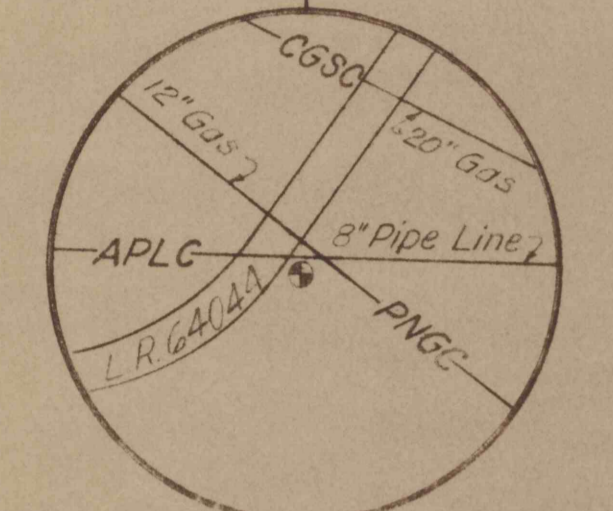 CGSC
12" Gas
20" Gas
APLC
8" Pipe Line
L.R. 64044
PNGC